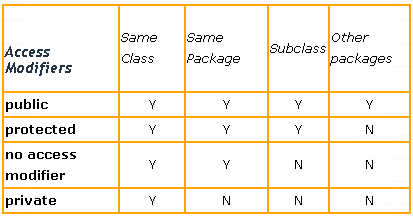 Access Modifiers Same Class Same Package Subclass Other packages
public Y Y Y Y
protected Y Y Y N
no access modifier Y Y N N
private Y N N N